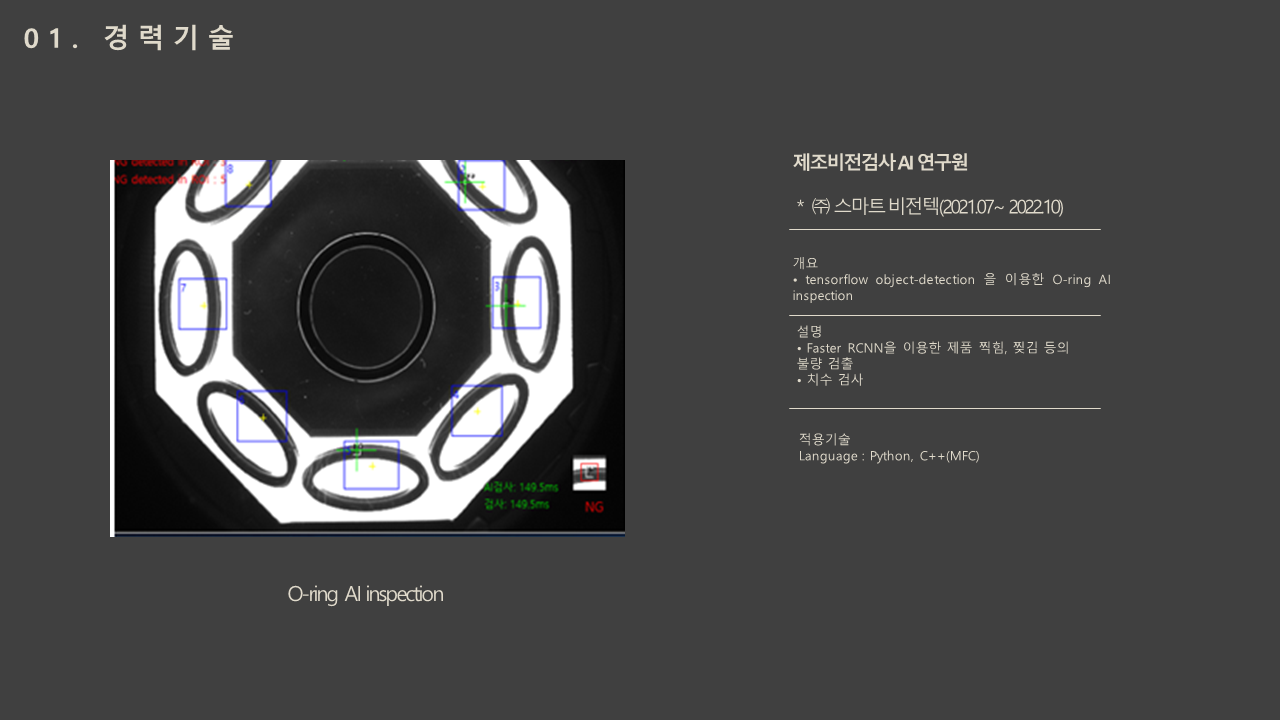 01. 경력기술
NG detected in ROI : 3
NG detected in ROI : 5
8
7
3
AI검사: 149.5ms
검사: 149.5ms
NG
O-ring AI inspection
제조비전검사 AI 연구원
* ㈜ 스마트 비전텍(2021.07~ 2022.10)
개요
• tensorflow object-detection 을 이용한 O-ring AI
inspection
설명
• Faster RCNN을 이용한 제품 찍힘, 찢김 등의
불량 검출
• 치수 검사
적용기술
Language : Python, C++(MFC)